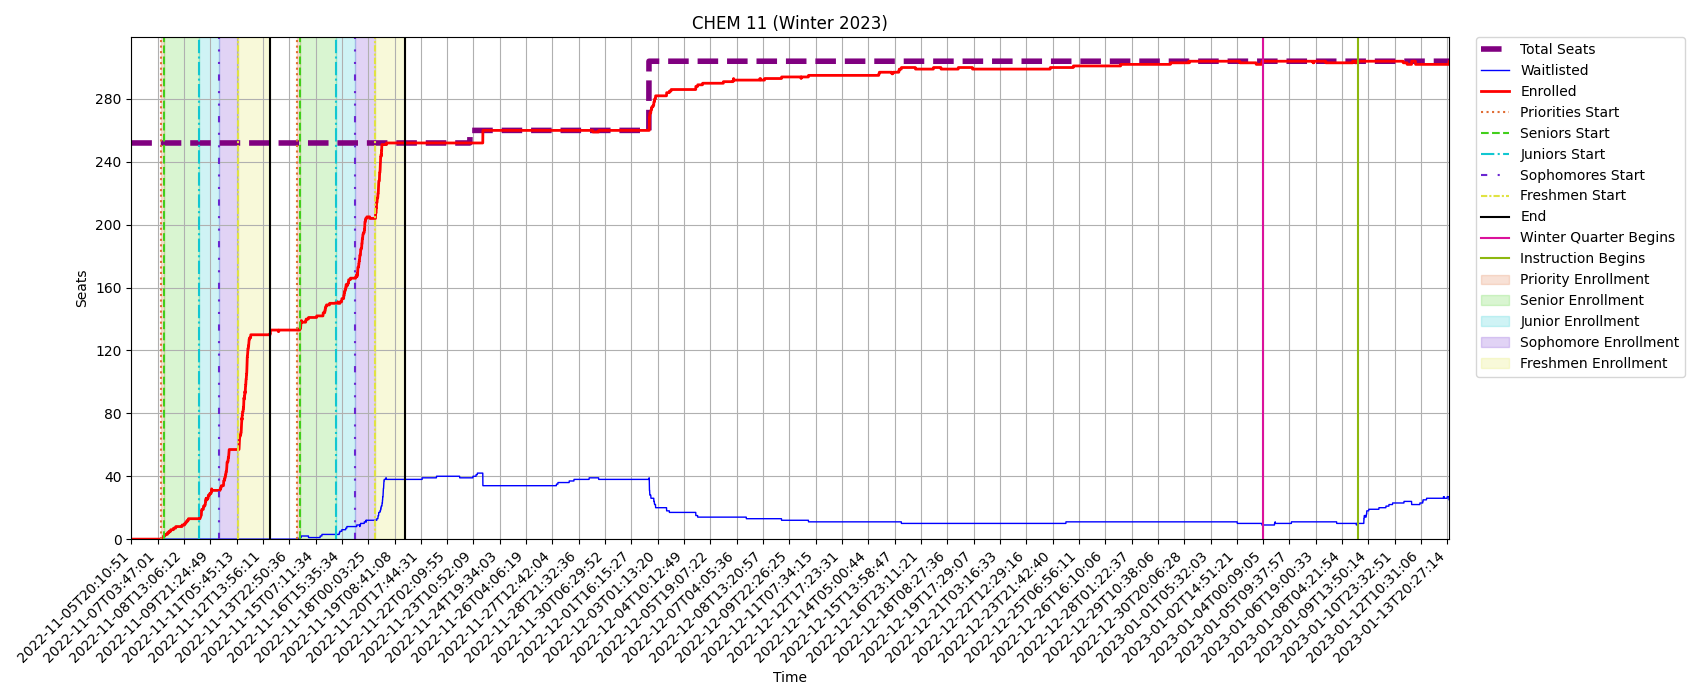 CHEM 11 (Winter 2023)
Seats
280
240
200
160
120
80
40
0
2022-11-05T20:10:51
2022-11-07T03:47:01
2022-11-08T13:06:12
2022-11-09T21:24:49
2022-11-11T05:45:13
2022-11-12T13:56:11
2022-11-13T22:50:36
2022-11-15T07:11:34
2022-11-16T15:35:34
2022-11-18T00:03:25
2022-11-19T08:41:08
2022-11-20T17:44:31
2022-11-22T02:09:55
2022-11-23T10:52:09
2022-11-24T19:34:03
2022-11-26T04:06:19
2022-11-27T12:42:04
2022-11-28T21:32:36
2022-11-30T06:29:52
2022-12-01T16:15:27
2022-12-03T01:13:20
2022-12-04T10:12:49
2022-12-05T19:07:22
2022-12-07T04:05:36
2022-12-08T13:20:57
2022-12-09T22:26:25
2022-12-11T07:34:15
2022-12-12T17:23:31
2022-12-14T05:00:44
2022-12-15T13:58:47
2022-12-16T23:11:21
2022-12-18T08:27:36
2022-12-19T17:29:07
2022-12-21T03:16:33
2022-12-22T12:29:16
2022-12-23T21:42:40
2022-12-25T06:56:11
2022-12-26T16:10:06
2022-12-28T01:22:37
2022-12-29T10:38:06
2022-12-30T20:06:28
2023-01-01T05:32:03
2023-01-02T14:51:21
2023-01-04T00:09:05
2023-01-05T09:37:57
2023-01-06T19:00:33
2023-01-08T04:21:54
2023-01-09T13:50:14
2023-01-10T23:32:51
2023-01-12T10:31:06
2023-01-13T20:27:14
Time
Total Seats
Waitlisted
Enrolled
Priorities Start
Seniors Start
Juniors Start
Sophomores Start
Freshmen Start
End
Winter Quarter Begins
Instruction Begins
Priority Enrollment
Senior Enrollment
Junior Enrollment
Sophomore Enrollment
Freshmen Enrollment